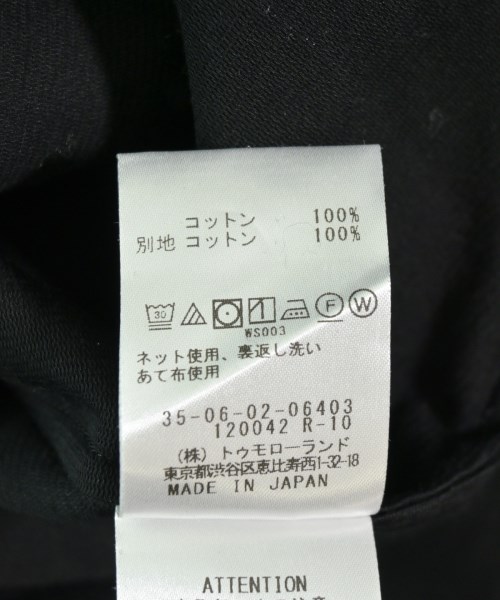 コットン 100%
別地 コットン 100%
30 F W
WS003
ネット使用、裏返し洗い
あて布使用
35-06-02-06403
120042 R-10
(株) トゥモローランド
東京都渋谷区恵比寿西1-32-18
MADE IN JAPAN
ATTENTION